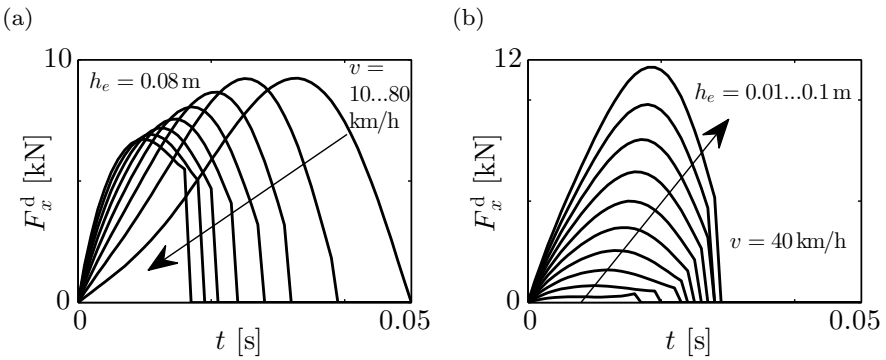 (a)
10
h_e = 0.08 m
v =
10...80
km/h
F_x^d [kN]
0
0
0.05
t [s]
(b)
12
h_e = 0.01...0.1 m
v = 40 km/h
F_x^d [kN]
0
0
0.05
t [s]